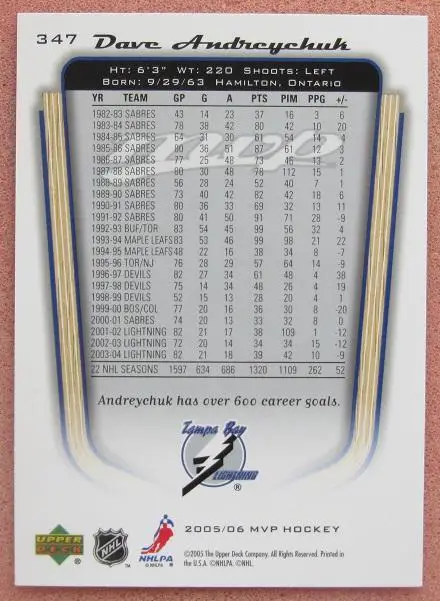 347 Dave Andreychuk
HT: 6'3" WT: 220 SHOOTS: LEFT
BORN: 9/29/63 HAMILTON, ONTARIO
YR TEAM GP G A PTS PIM PPG +/-
1982-83 SABRES 43 14 23 37 16 3 6
1983-84 SABRES 78 38 42 80 42 10 20
1984-85 SABRES 64 31 30 61 54 14 4
1985-86 SABRES 80 36 51 87 61 12 3
1986-87 SABRES 77 25 48 73 46 13 2
1987-88 SABRES 80 30 48 78 112 15 1
1988-89 SABRES 56 28 24 52 40 7 1
1989-90 SABRES 73 40 42 82 42 18 6
1990-91 SABRES 80 36 33 69 32 13 11
1991-92 SABRES 80 41 50 91 71 28 -9
1992-93 BUF/TOR 83 54 45 99 56 32 4
1993-94 MAPLE LEAFS 83 53 46 99 98 21 22
1994-95 MAPLE LEAFS 48 22 16 38 34 8 -7
1995-96 TOR/NJ 76 28 29 57 64 14 -9
1996-97 DEVILS 82 27 34 61 48 4 38
1997-98 DEVILS 75 14 34 48 26 4 19
1998-99 DEVILS 52 15 13 28 20 4 1
1999-00 BOS/COL 77 20 16 36 30 8 -20
2000-01 SABRES 74 20 13 33 32 8 0
2001-02 LIGHTNING 82 21 17 38 109 1 -12
2002-03 LIGHTNING 72 20 14 34 34 15 -12
2003-04 LIGHTNING 82 21 18 39 42 10 -9
22 NHL SEASONS 1597 634 686 1320 1109 262 52
mvp
Andreychuk has over 600 career goals.
Tampa Bay
LIGHTNING
®
2005/06 MVP HOCKEY
UPPER DECK ® NHL NHLPA
©2005 The Upper Deck Company. All Rights Reserved. Printed in
the U.S.A. ©NHLPA. ©NHL.